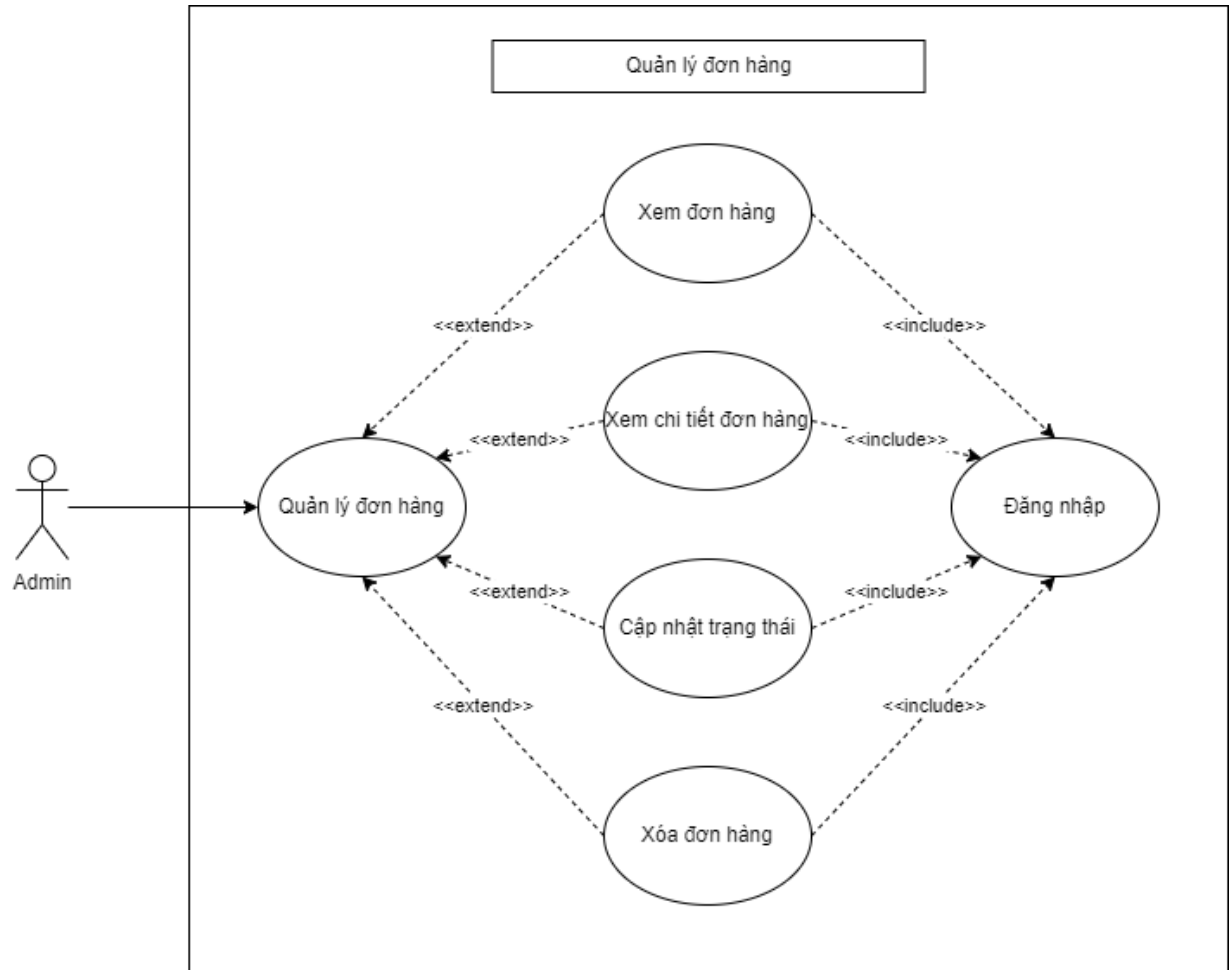 Quản lý đơn hàng
Xem đơn hàng
<<extend>>
<<include>>
Xem chi tiết đơn hàng
<<extend>>
<<include>>
Quản lý đơn hàng
Đăng nhập
Admin
<<extend>>
<<include>>
Cập nhật trạng thái
<<extend>>
<<include>>
Xóa đơn hàng